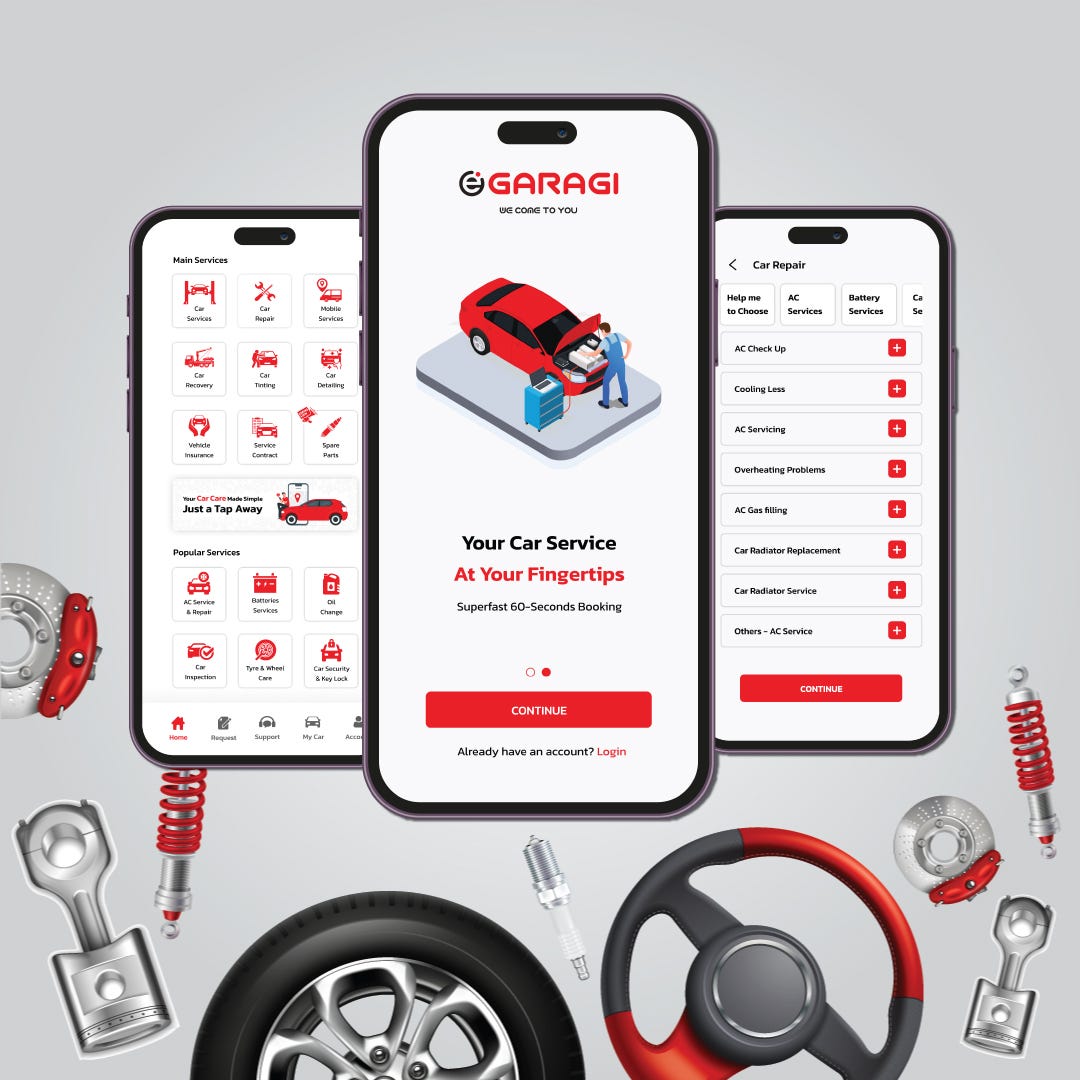 Main Services
Car
Services
Car
Repair
Mobile
Services
Car
Recovery
Car
Tinting
Car
Detailing
Vehicle
Insurance
Service
Contract
Spare
Parts
Your Car Care Made Simple
Just a Tap Away
Popular Services
AC Service
& Repair
Batteries
Services
Oil
Change
Car
Inspection
Tyre & Wheel
Care
Car Security
& Key Lock
Home
Request
Support
My Car
Accou
e GARAGI
WE COME TO YOU
Your Car Service
At Your Fingertips
Superfast 60-Seconds Booking
CONTINUE
Already have an account? Login
Car Repair
Help me
to Choose
AC
Services
Battery
Services
Ca
Se
AC Check Up
Cooling Less
AC Servicing
Overheating Problems
AC Gas filling
Car Radiator Replacement
Car Radiator Service
Others - AC Service
CONTINUE